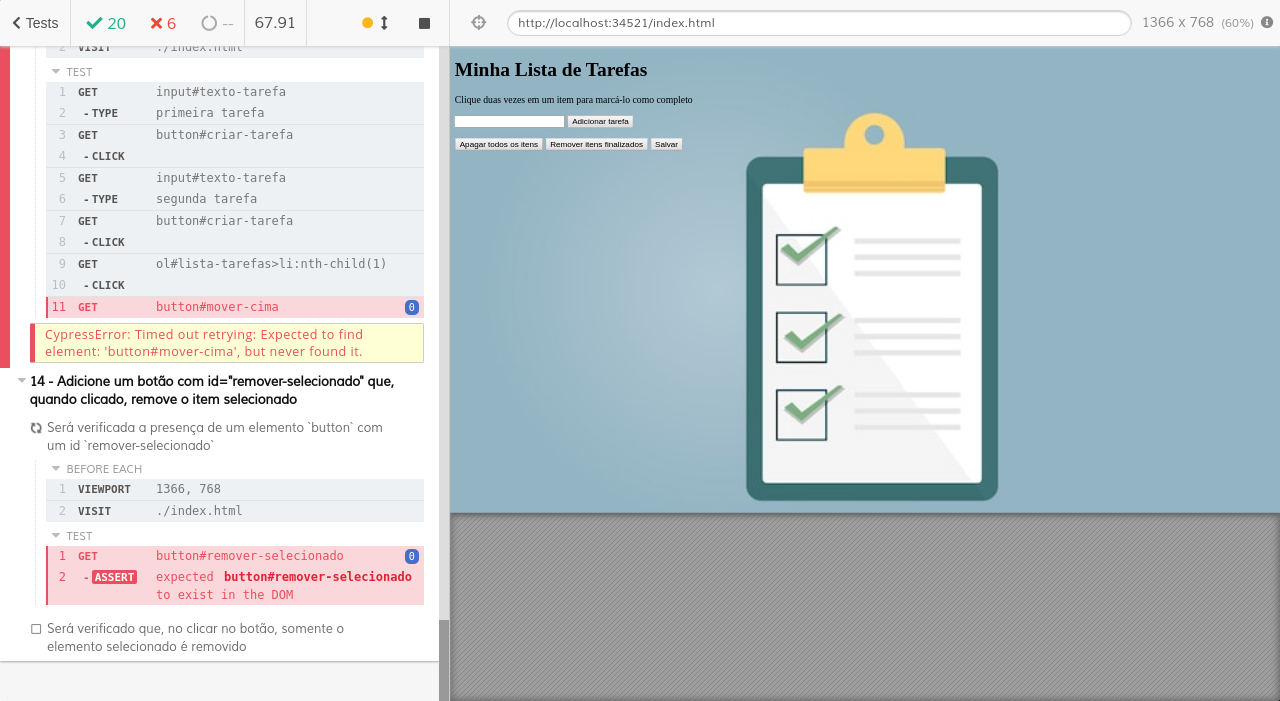 Tests
20
6
--
67.91
http://localhost:34521/index.html
1366 x 768 (60%)
2 VISIT ./index.html
TEST
1 GET input#texto-tarefa
2 - TYPE primeira tarefa
3 GET button#criar-tarefa
4 - CLICK
5 GET input#texto-tarefa
6 - TYPE segunda tarefa
7 GET button#criar-tarefa
8 - CLICK
9 GET ol#lista-tarefas>li:nth-child(1)
10 - CLICK
11 GET button#mover-cima 0
CypressError: Timed out retrying: Expected to find
element: 'button#mover-cima', but never found it.
14 - Adicione um botão com id="remover-selecionado" que,
quando clicado, remove o item selecionado
Será verificada a presença de um elemento `button` com
um id `remover-selecionado`
BEFORE EACH
1 VIEWPORT 1366, 768
2 VISIT ./index.html
TEST
1 GET button#remover-selecionado 0
2 - ASSERT expected button#remover-selecionado
to exist in the DOM
Será verificado que, no clicar no botão, somente o
elemento selecionado é removido
Minha Lista de Tarefas
Clique duas vezes em um item para marcá-lo como completo
Adicionar tarefa
Apagar todos os itens Remover itens finalizados Salvar